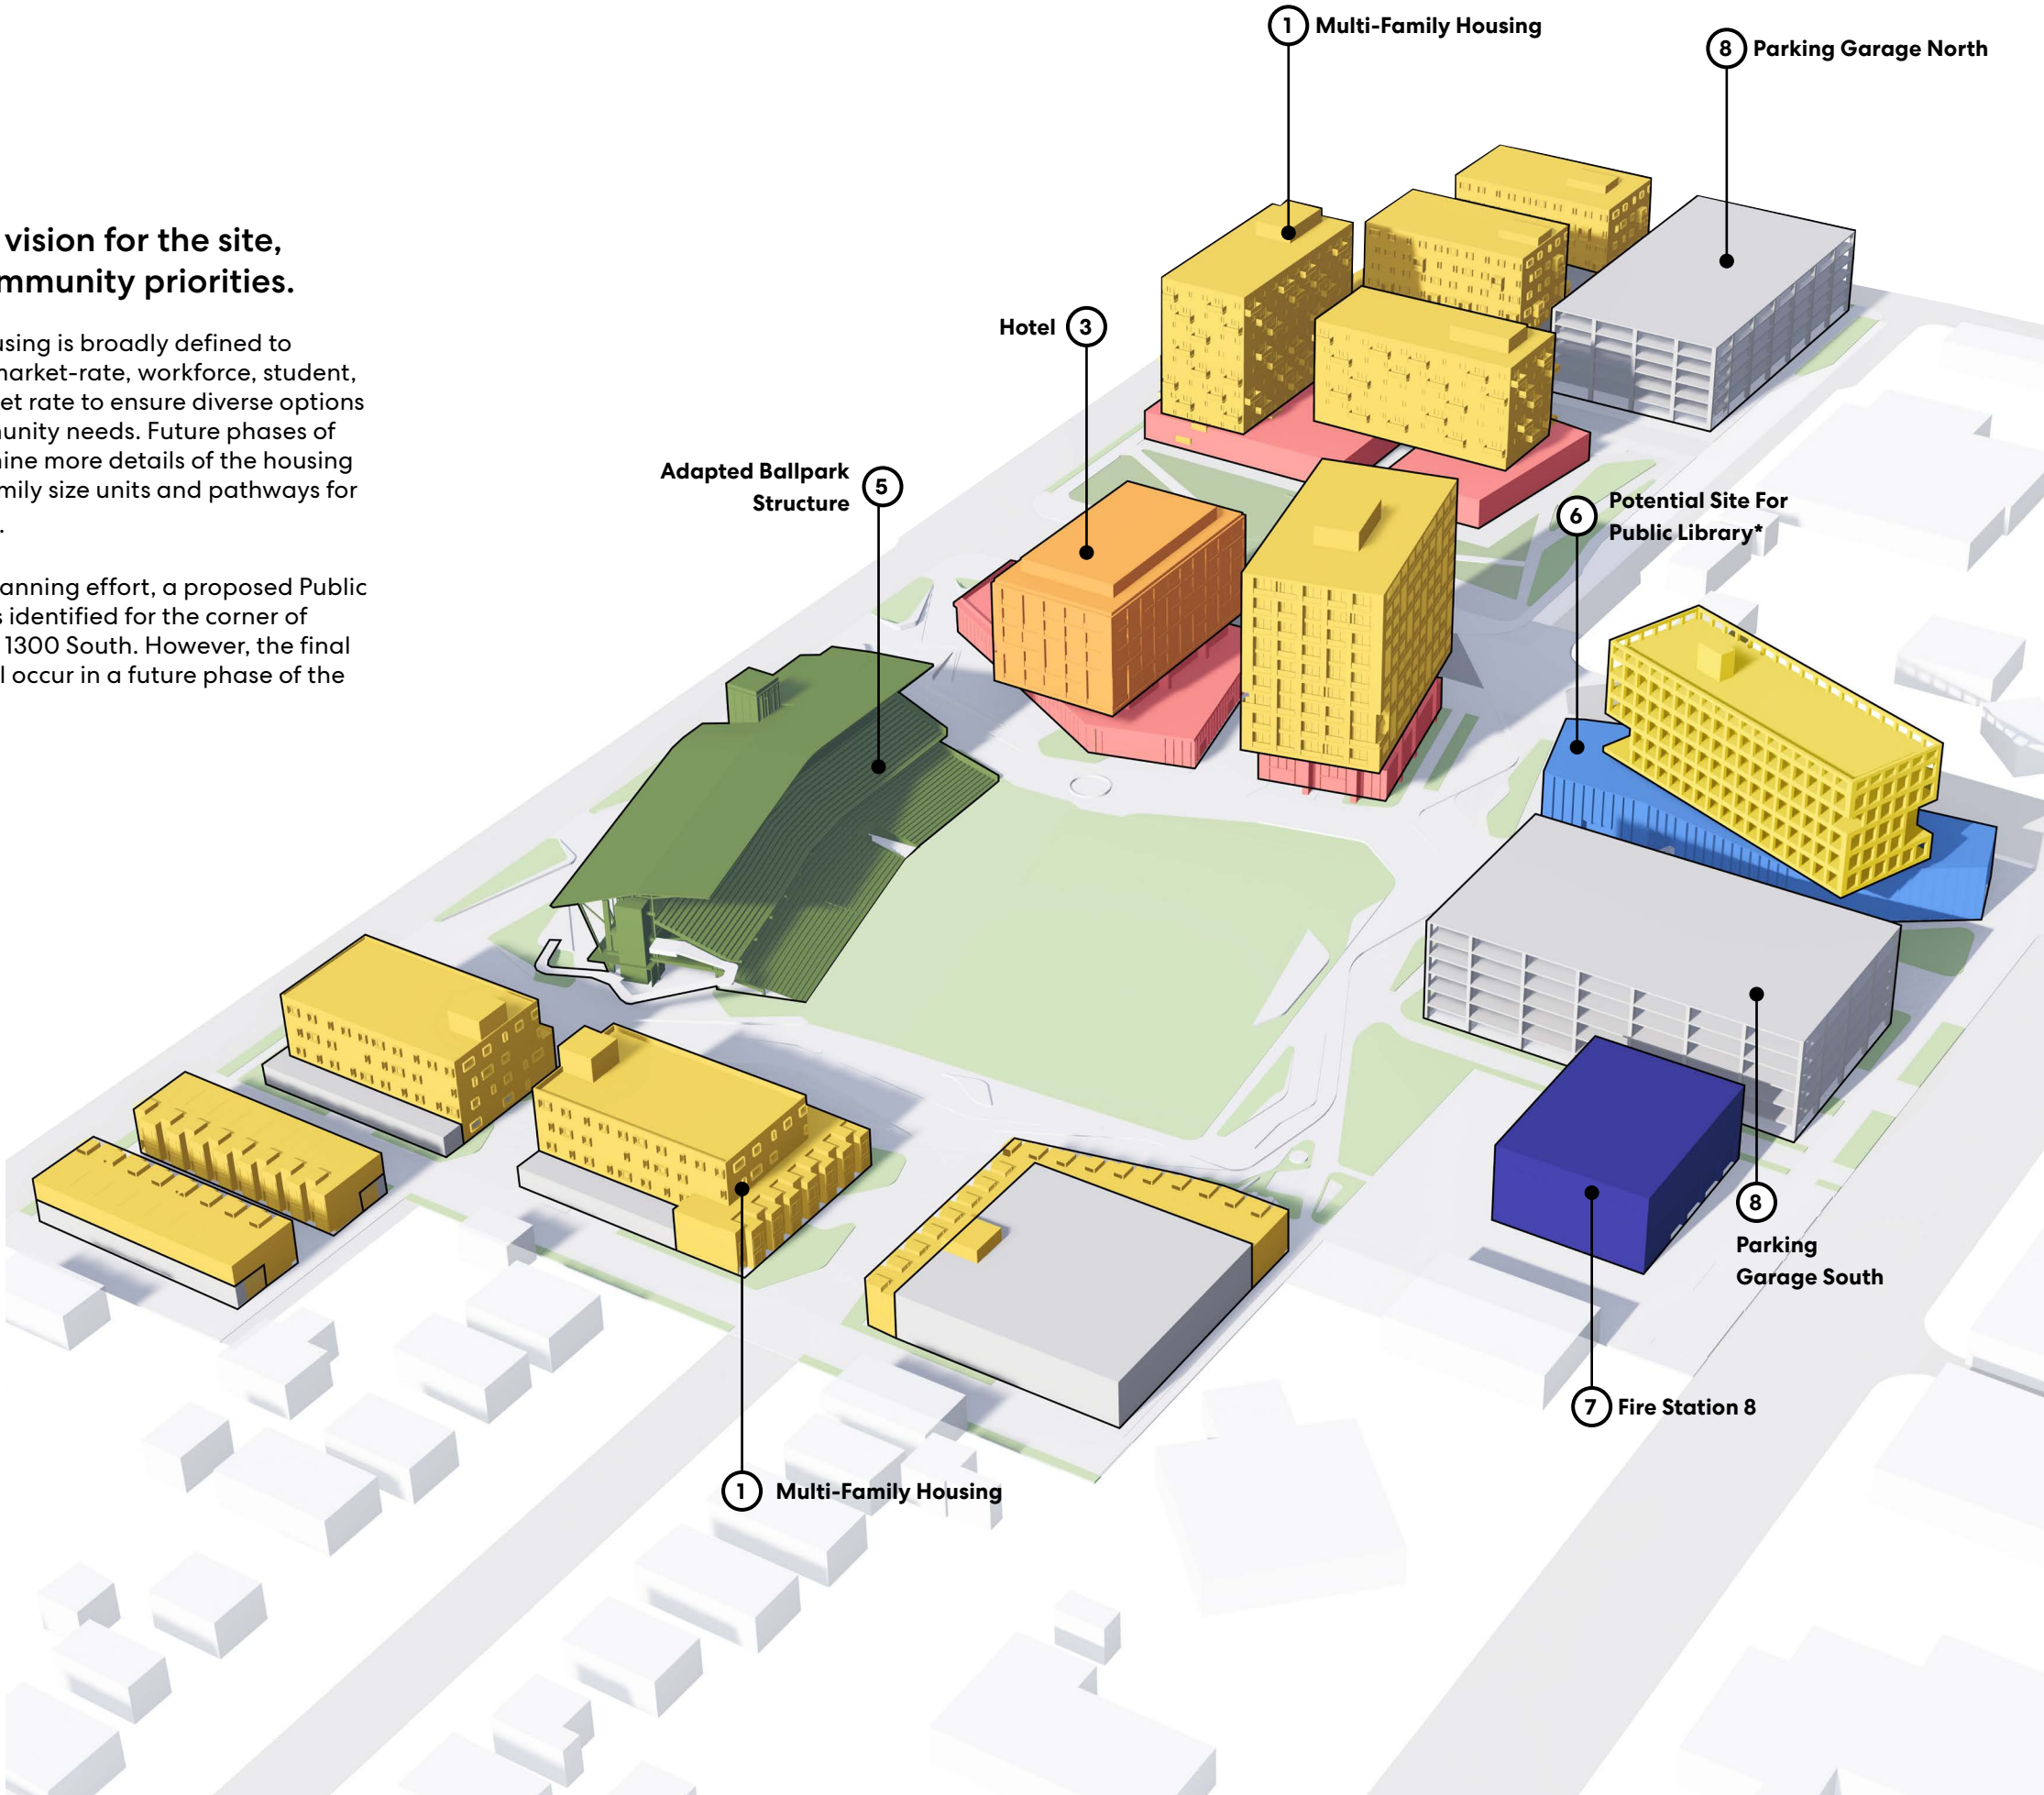 1 Multi-Family Housing
8 Parking Garage North
vision for the site,
mmunity priorities.
using is broadly defined to
market-rate, workforce, student,
et rate to ensure diverse options
munity needs. Future phases of
nine more details of the housing
mily size units and pathways for
.
anning effort, a proposed Public
s identified for the corner of
1300 South. However, the final
l occur in a future phase of the
Hotel 3
Adapted Ballpark
Structure
5
6
Potential Site For
Public Library*
8
Parking
Garage South
7 Fire Station 8
1 Multi-Family Housing